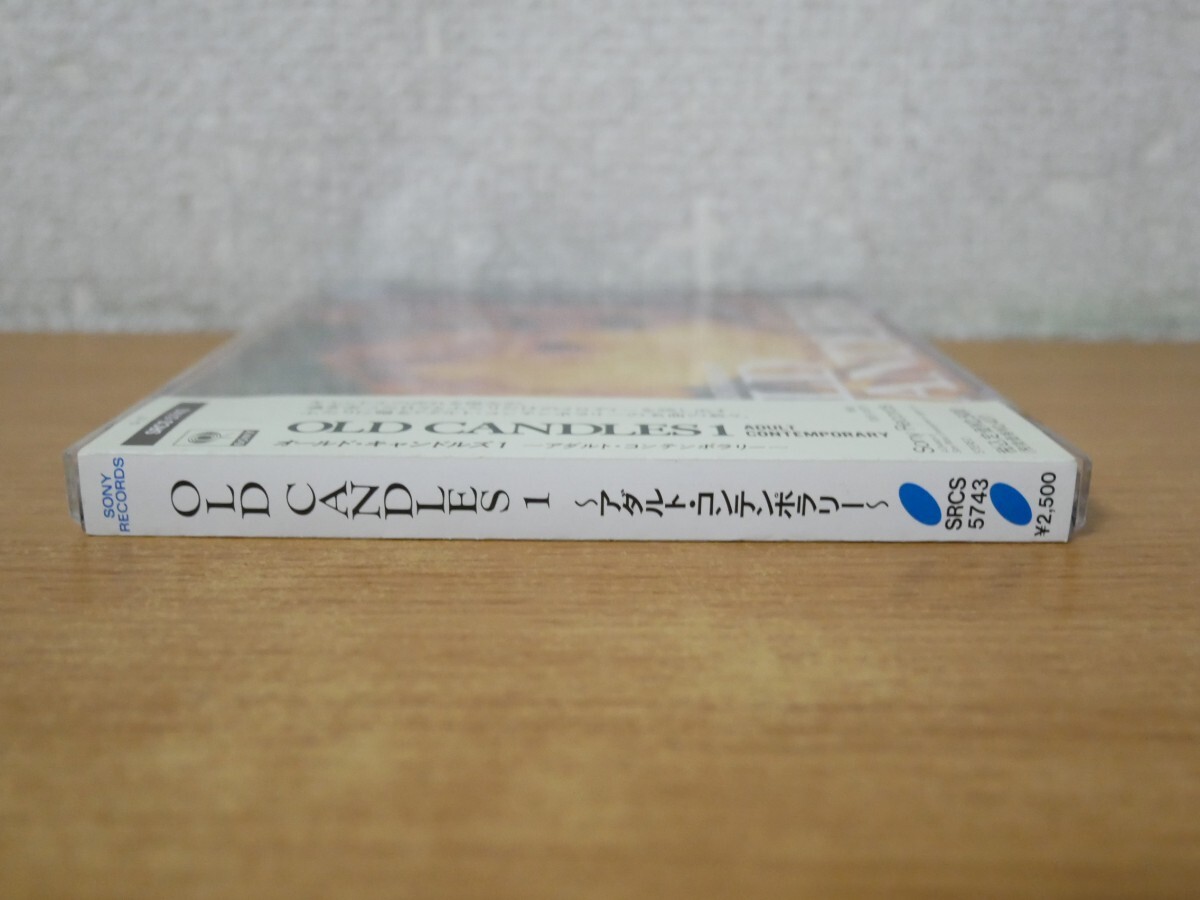 OLD CANDLES 1 ADULT CONTEMPORARY
オールド・キャンドルズ1 —アダルト・コンテンポラリー—
SONY RECORDS
OLD CANDLES 1 ～アダルト・コンテンポラリー～
SRCS 5743
¥2,500